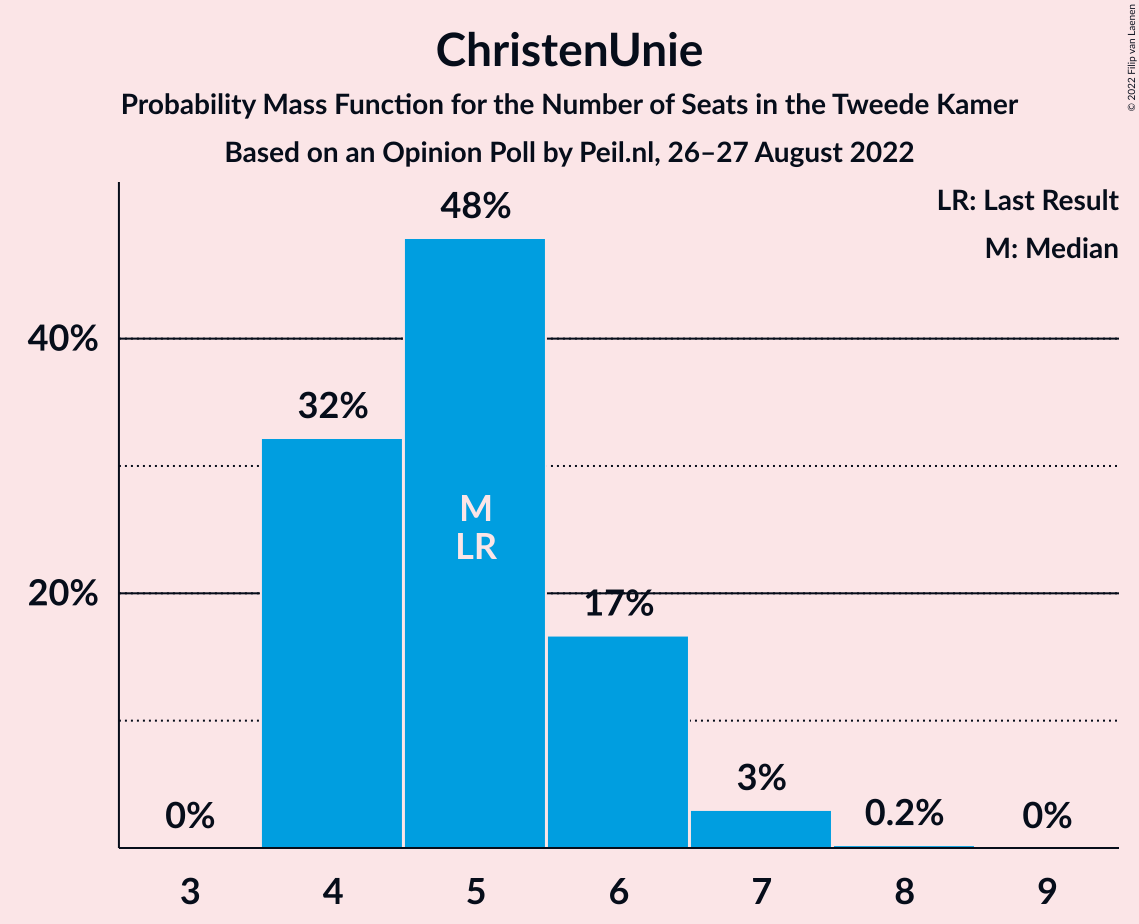 ChristenUnie
Probability Mass Function for the Number of Seats in the Tweede Kamer
Based on an Opinion Poll by Peil.nl, 26–27 August 2022
© 2022 Filip van Laenen
LR: Last Result
M: Median
48%
40%
32%
M
LR
20%
17%
3%
0%
0.2%
0%
3 4 5 6 7 8 9